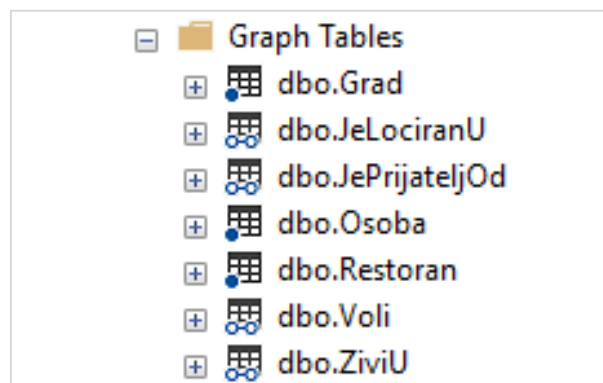 Graph Tables
dbo.Grad
dbo.JeLociranU
dbo.JePrijateljOd
dbo.Osoba
dbo.Restoran
dbo.Voli
dbo.ZiviU